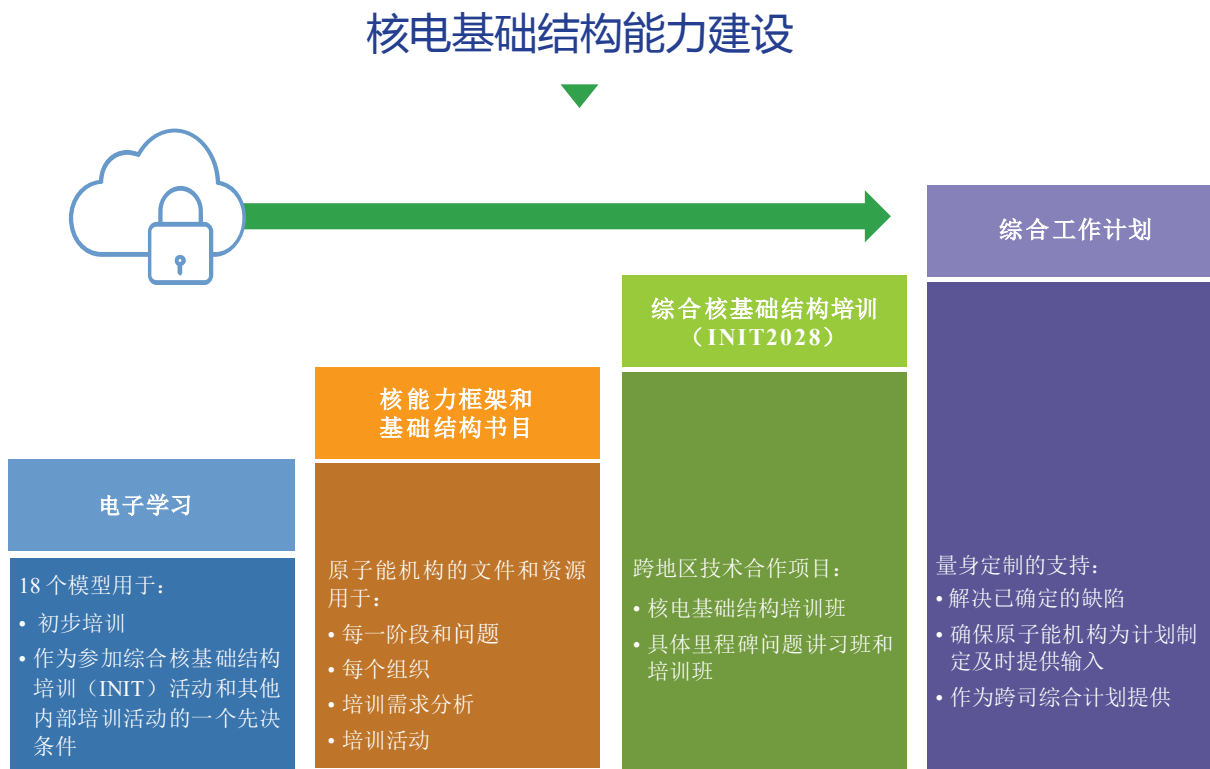 核电基础结构能力建设
电子学习
18 个模型用于：
• 初步培训
• 作为参加综合核基础结构
培训（INIT）活动和其他
内部培训活动的一个先决
条件
核能力框架和
基础结构书目
原子能机构的文件和资源
用于：
• 每一阶段和问题
• 每个组织
• 培训需求分析
• 培训活动
综合核基础结构培训
（INIT2028）
跨地区技术合作项目：
• 核电基础结构培训班
• 具体里程碑问题讲习班和
培训班
综合工作计划
量身定制的支持：
• 解决已确定的缺陷
• 确保原子能机构为计划制
定及时提供输入
• 作为跨司综合计划提供